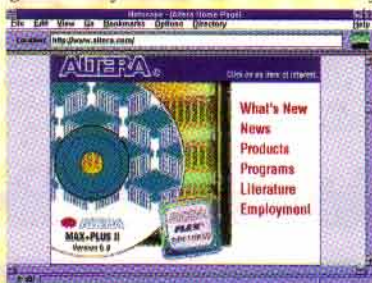 Netscape - [Altera Home Page]
File Edit View Go Bookmarks Options Directory Help
Location: http://www.altera.com/
ALTERA
Click on an item of interest.
What's New
News
Products
Programs
Literature
Employment
ALTERA
MAX+PLUS II
Version 6.0
ALTERA
FLEX